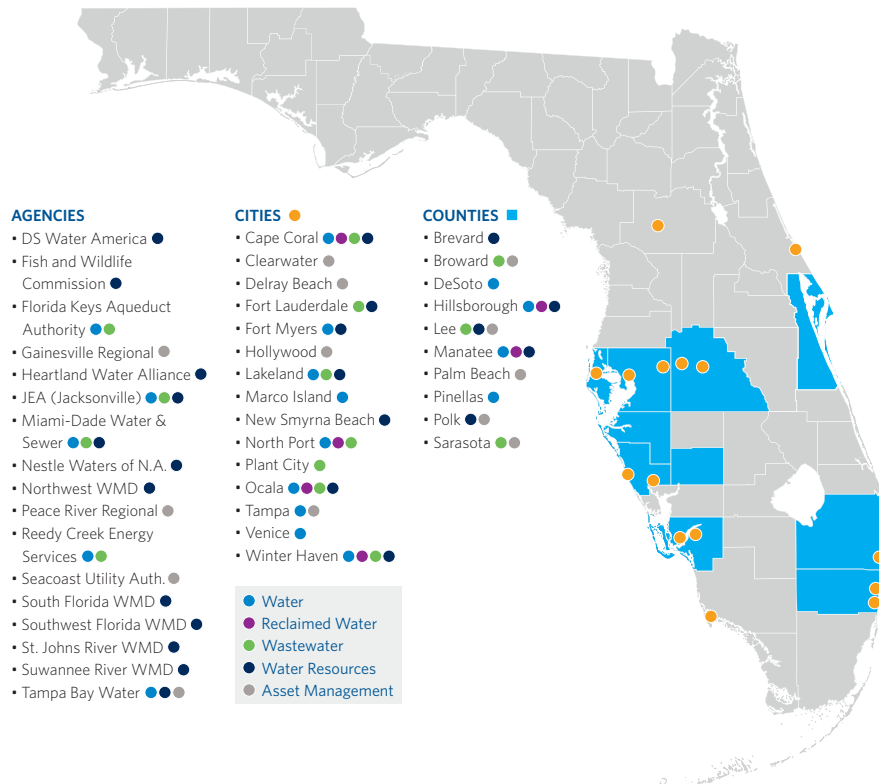 AGENCIES
• DS Water America
• Fish and Wildlife
Commission
• Florida Keys Aqueduct
Authority
• Gainesville Regional
• Heartland Water Alliance
• JEA (Jacksonville)
• Miami-Dade Water &
Sewer
• Nestle Waters of N.A.
• Northwest WMD
• Peace River Regional
• Reedy Creek Energy
Services
• Seacoast Utility Auth.
• South Florida WMD
• Southwest Florida WMD
• St. Johns River WMD
• Suwannee River WMD
• Tampa Bay Water
CITIES
• Cape Coral
• Clearwater
• Delray Beach
• Fort Lauderdale
• Fort Myers
• Hollywood
• Lakeland
• Marco Island
• New Smyrna Beach
• North Port
• Plant City
• Ocala
• Tampa
• Venice
• Winter Haven
Water
Reclaimed Water
Wastewater
Water Resources
Asset Management
COUNTIES
• Brevard
• Broward
• DeSoto
• Hillsborough
• Lee
• Manatee
• Palm Beach
• Pinellas
• Polk
• Sarasota